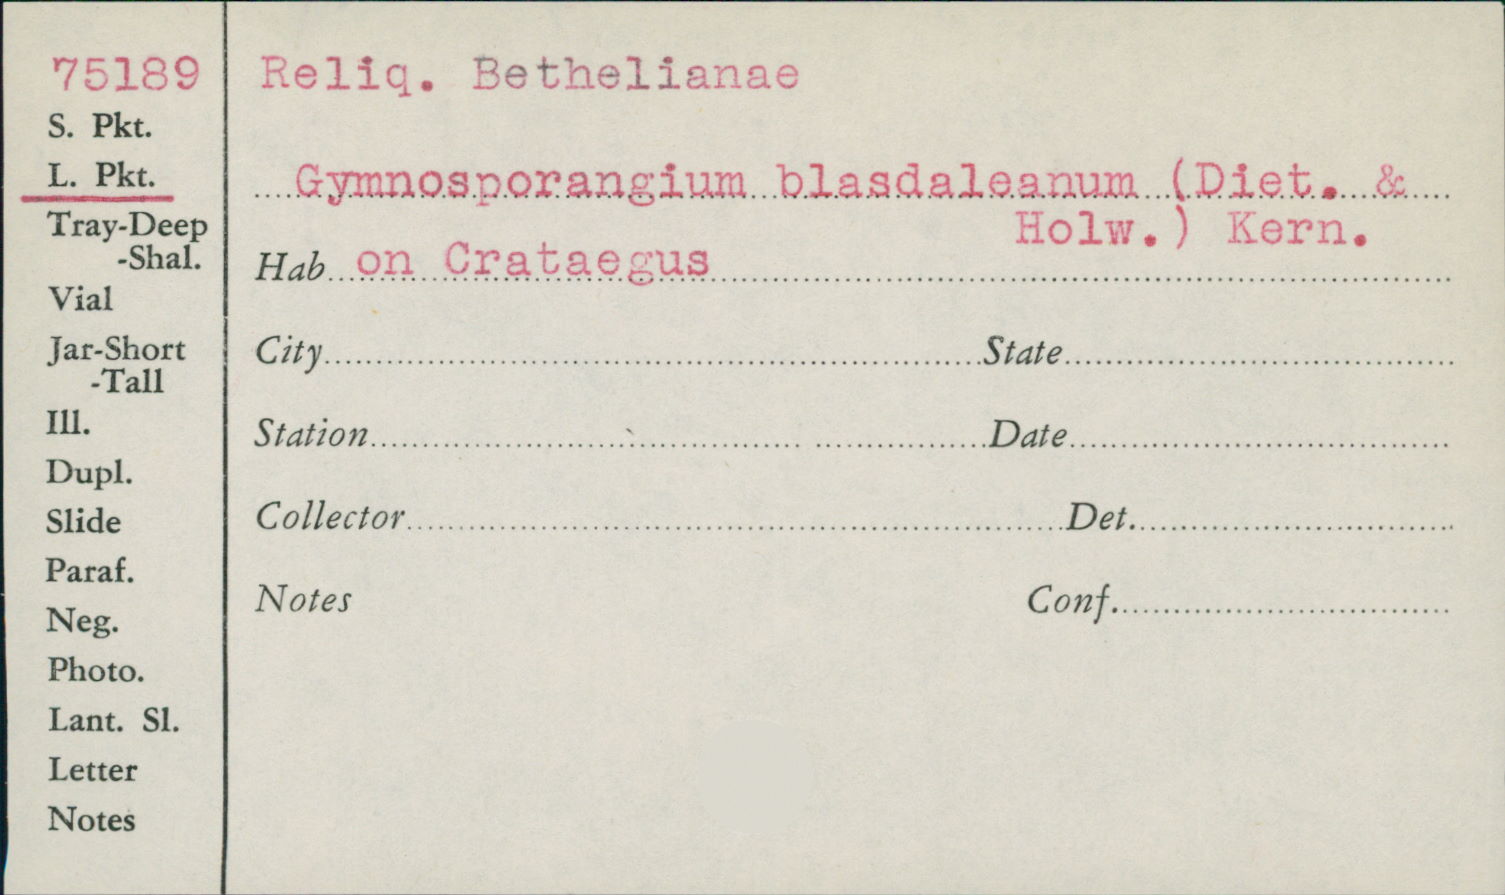 75189
S. Pkt.
L. Pkt.
Tray-Deep
-Shal.
Vial
Jar-Short
-Tall
Ill.
Dupl.
Slide
Paraf.
Neg.
Photo.
Lant. Sl.
Letter
Notes
Reliq. Bethelianae
Gymnosporangium blasdaleanum (Diet. &
Holw.) Kern.
Hab on Crataegus
City State
Station Date
Collector Det.
Notes Conf.